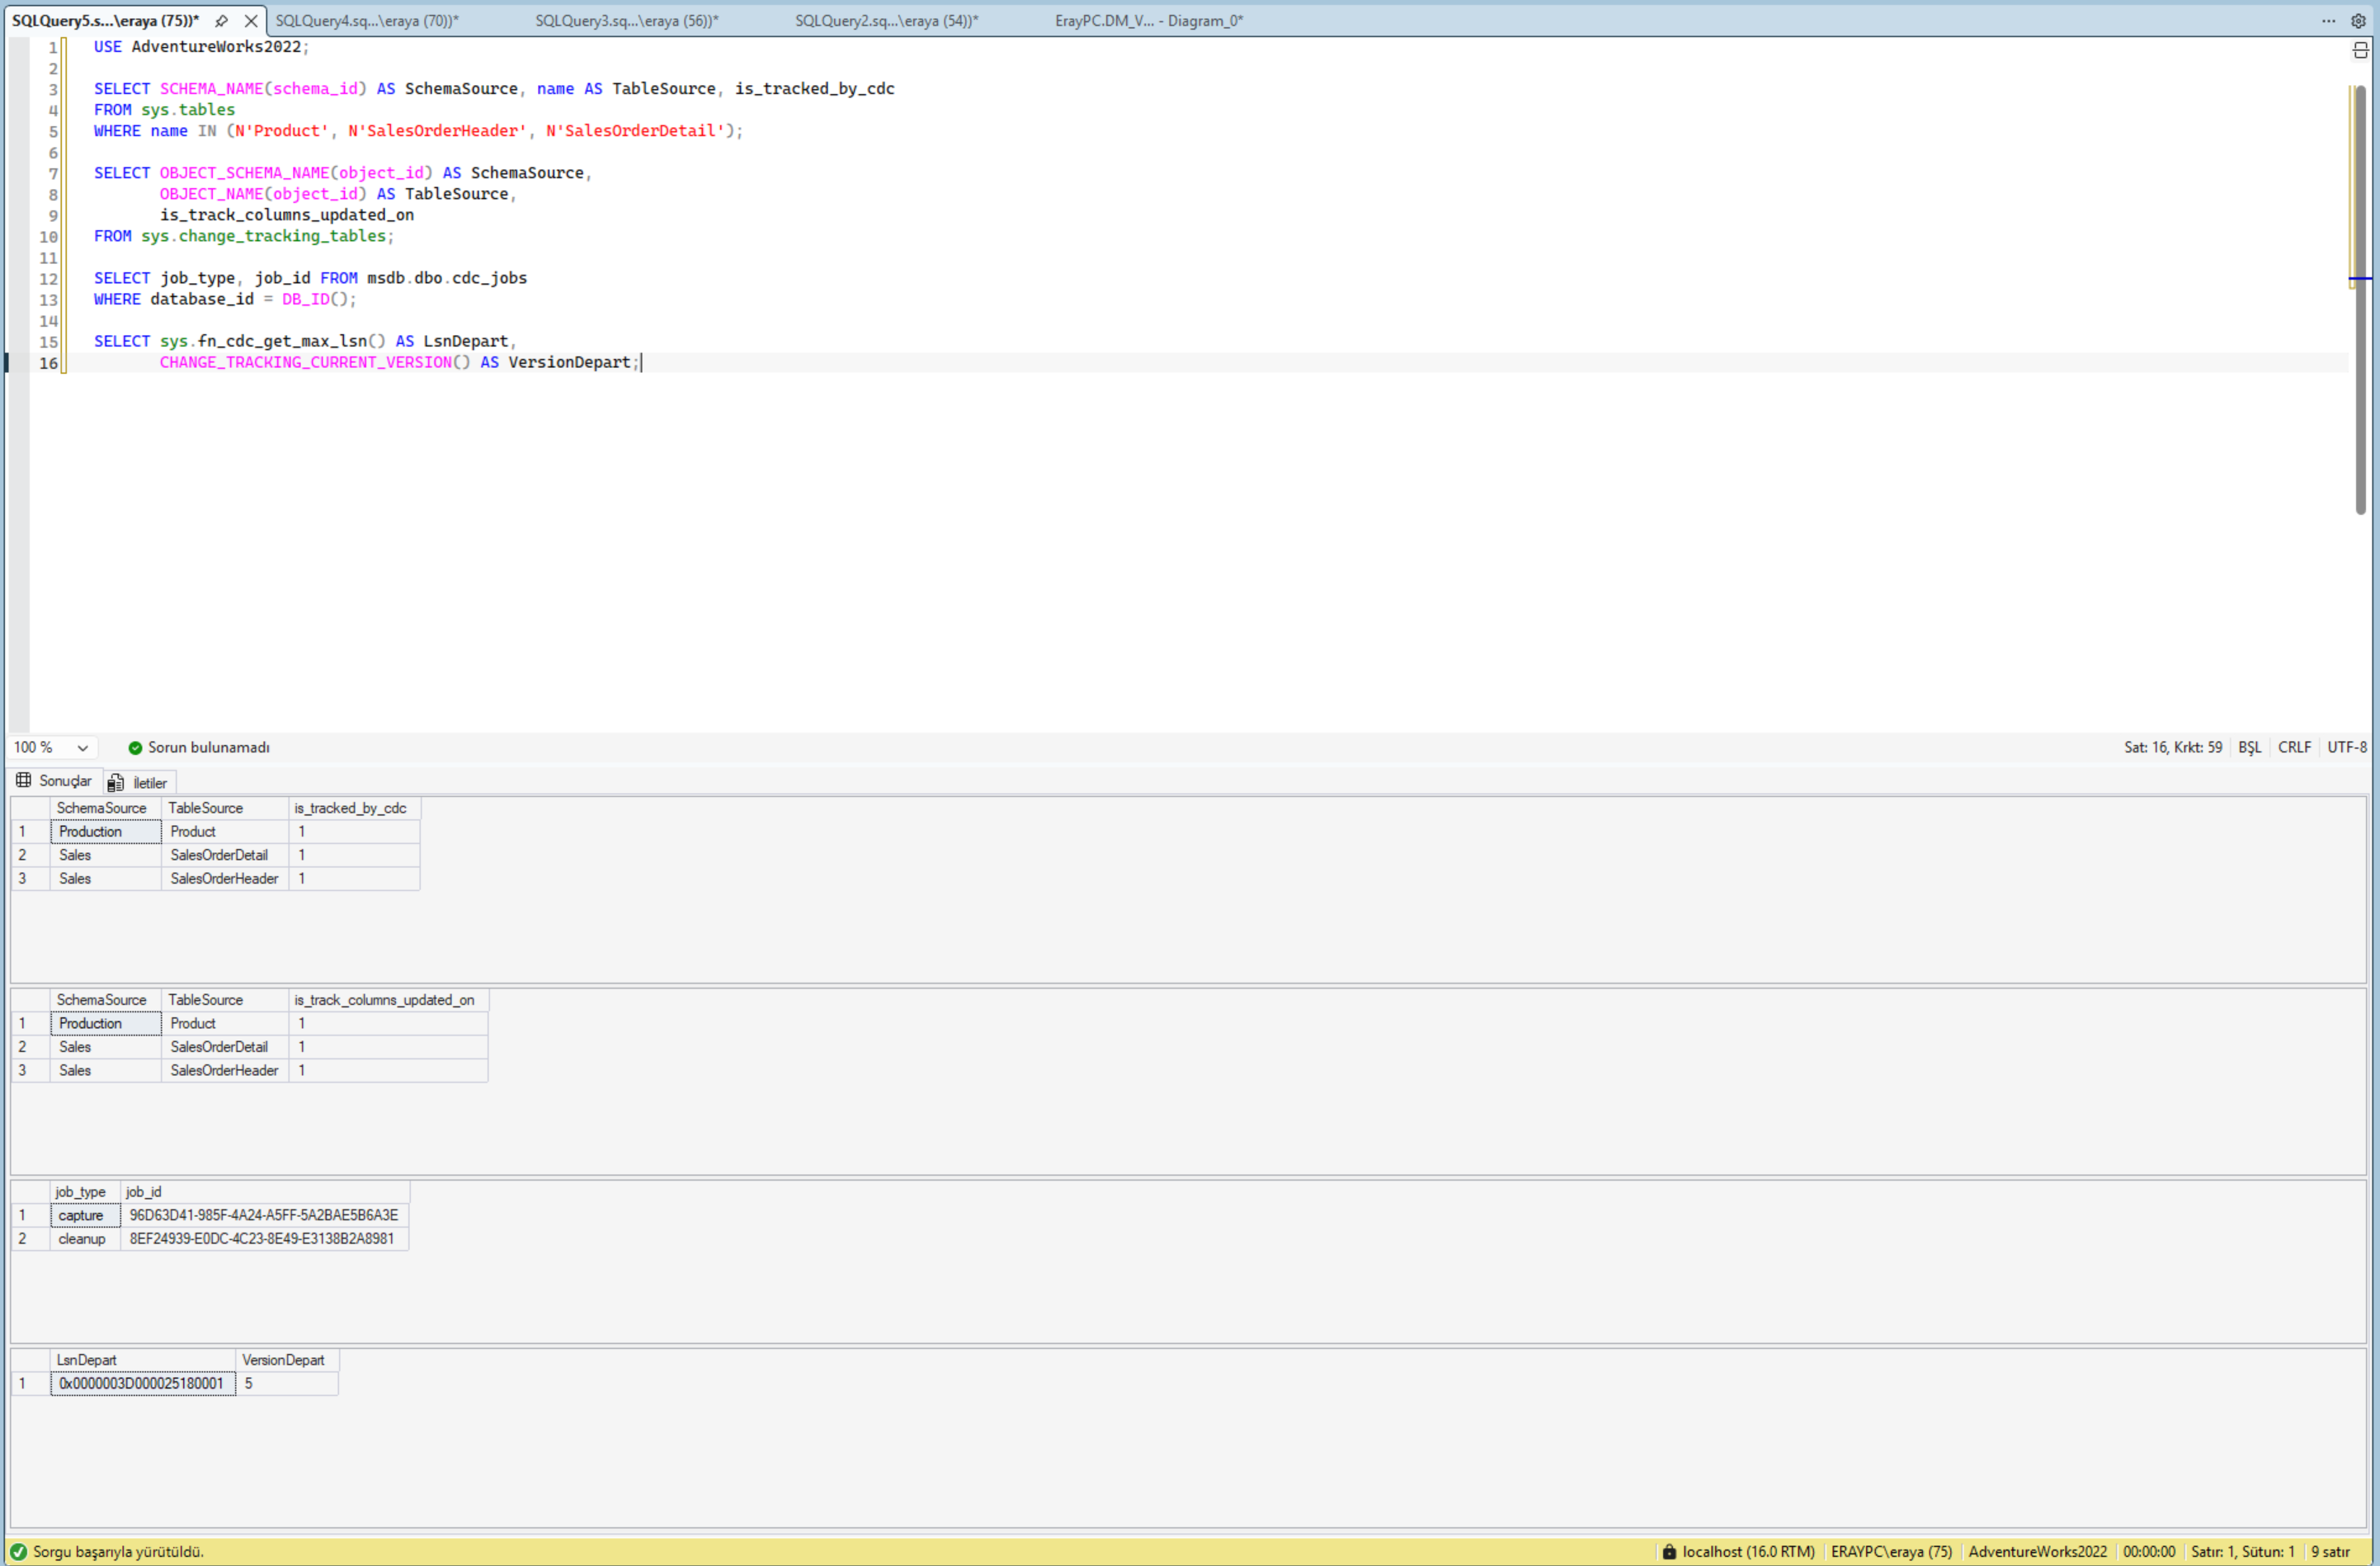 SQLQuery5.s...\eraya (75))* SQLQuery4.sq...\eraya (70))* SQLQuery3.sq...\eraya (56))* SQLQuery2.sq...\eraya (54))* ErayPC.DM_V... - Diagram_0*
1 USE AdventureWorks2022;
2
3 SELECT SCHEMA_NAME(schema_id) AS SchemaSource, name AS TableSource, is_tracked_by_cdc
4 FROM sys.tables
5 WHERE name IN (N'Product', N'SalesOrderHeader', N'SalesOrderDetail');
6
7 SELECT OBJECT_SCHEMA_NAME(object_id) AS SchemaSource,
8 OBJECT_NAME(object_id) AS TableSource,
9 is_track_columns_updated_on
10 FROM sys.change_tracking_tables;
11
12 SELECT job_type, job_id FROM msdb.dbo.cdc_jobs
13 WHERE database_id = DB_ID();
14
15 SELECT sys.fn_cdc_get_max_lsn() AS LsnDepart,
16 CHANGE_TRACKING_CURRENT_VERSION() AS VersionDepart;
100 % Sorun bulunamadı Sat: 16, Krkt: 59 BŞL CRLF UTF-8
Sonuçlar İletiler
SchemaSource TableSource is_tracked_by_cdc
1 Production Product 1
2 Sales SalesOrderDetail 1
3 Sales SalesOrderHeader 1
SchemaSource TableSource is_track_columns_updated_on
1 Production Product 1
2 Sales SalesOrderDetail 1
3 Sales SalesOrderHeader 1
job_type job_id
1 capture 96D63D41-985F-4A24-A5FF-5A2BAE5B6A3E
2 cleanup 8EF24939-E0DC-4C23-8E49-E3138B2A8981
LsnDepart VersionDepart
1 0x0000003D000025180001 5
Sorgu başarıyla yürütüldü. localhost (16.0 RTM) ERAYPC\eraya (75) AdventureWorks2022 00:00:00 Satır: 1, Sütun: 1 9 satır